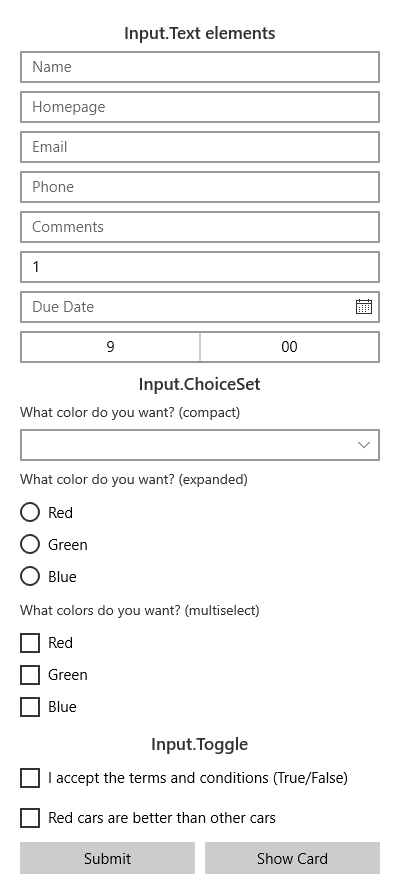 Input.Text elements
Name
Homepage
Email
Phone
Comments
1
Due Date
9 00
Input.ChoiceSet
What color do you want? (compact)
What color do you want? (expanded)
Red
Green
Blue
What colors do you want? (multiselect)
Red
Green
Blue
Input.Toggle
I accept the terms and conditions (True/False)
Red cars are better than other cars
Submit Show Card